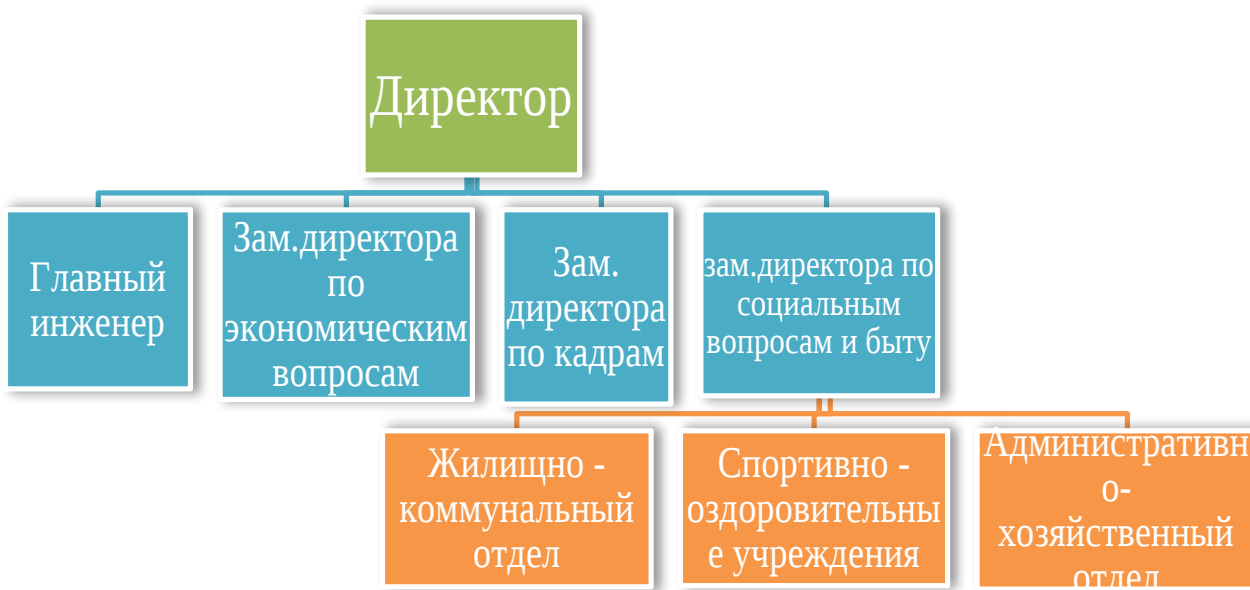 Директор
Главный
инженер
Зам.директора
по
экономическим
вопросам
Зам.
директора
по кадрам
зам.директора по
социальным
вопросам и быту
Жилищно -
коммунальный
отдел
Спортивно -
оздоровительны
е учреждения
Административн
о-
хозяйственный
отдел